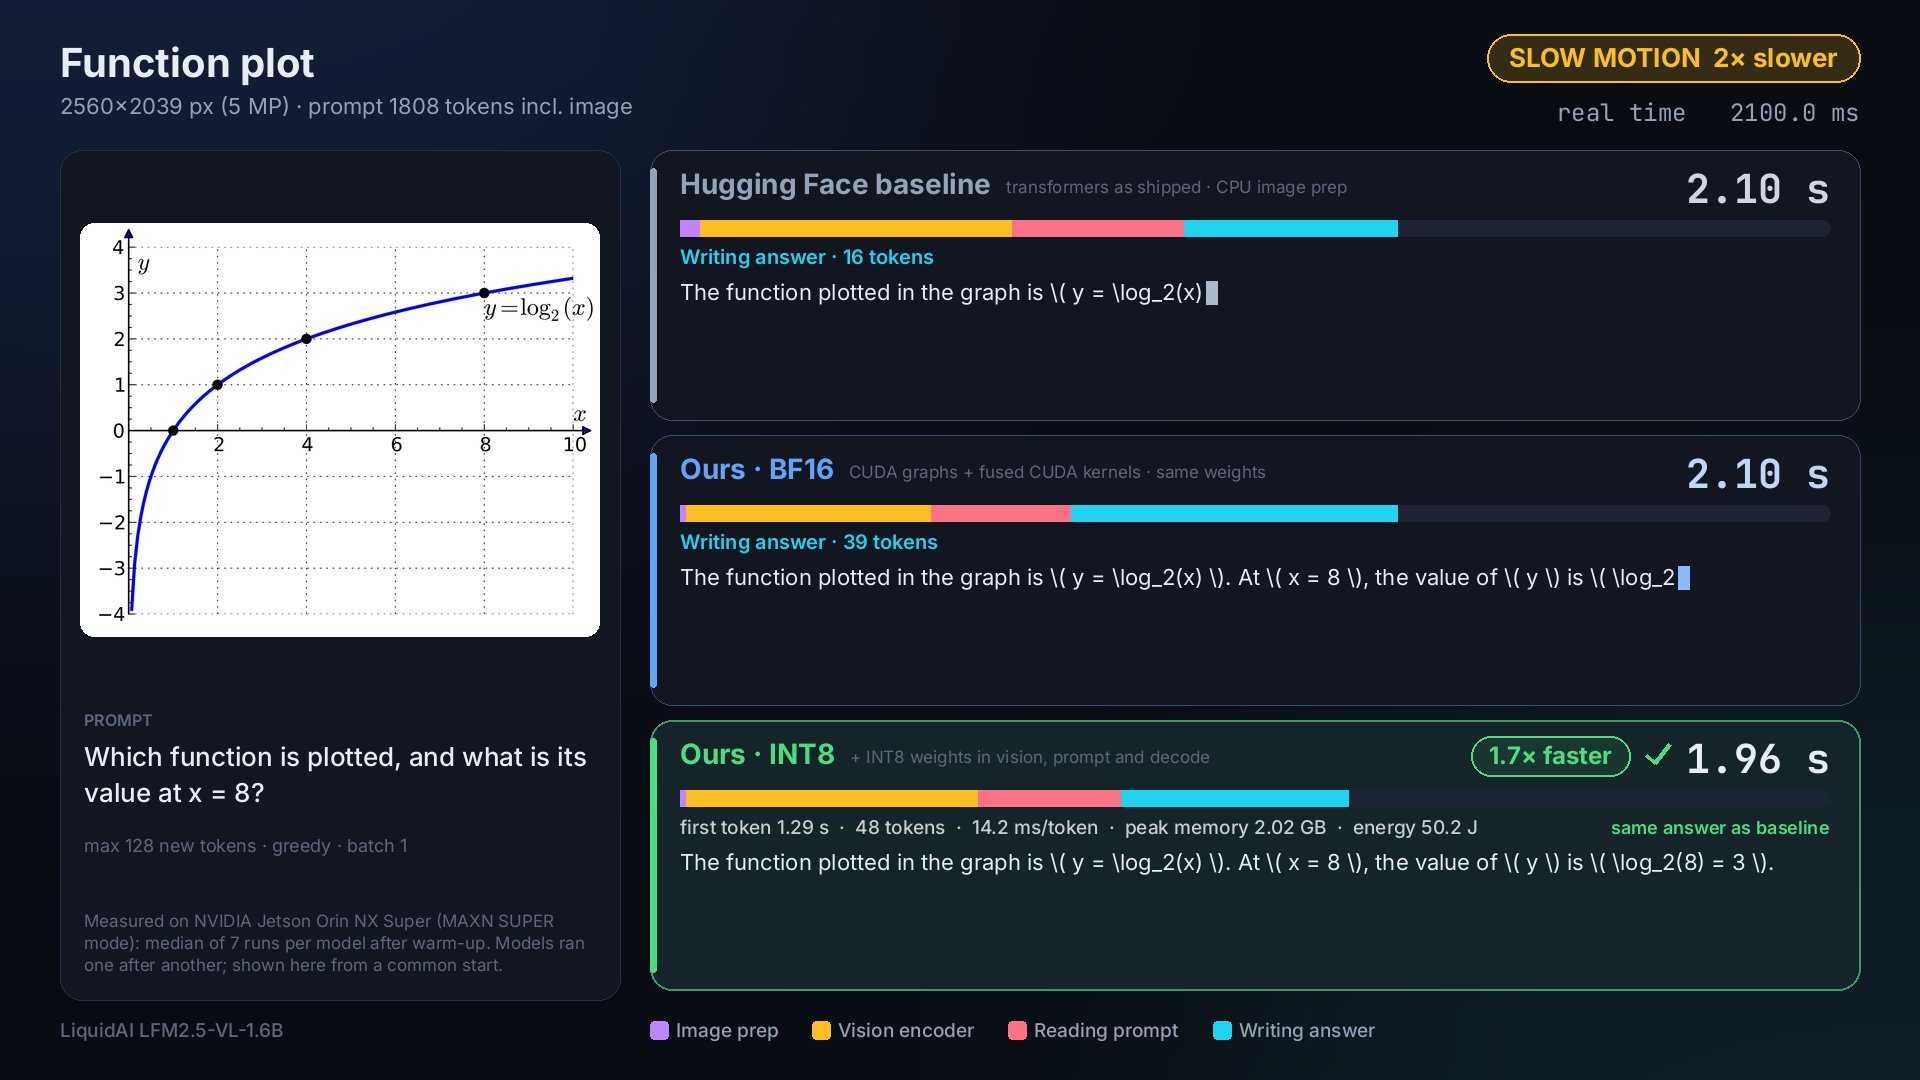 Function plot
2560×2039 px (5 MP) · prompt 1808 tokens incl. image
SLOW MOTION 2× slower
real time 2100.0 ms
4
y
3
y=log₂(x)
2
1
x
0
2 4 6 8 10
−1
−2
−3
−4
PROMPT
Which function is plotted, and what is its
value at x = 8?
max 128 new tokens · greedy · batch 1
Measured on NVIDIA Jetson Orin NX Super (MAXN SUPER
mode): median of 7 runs per model after warm-up. Models ran
one after another; shown here from a common start.
LiquidAI LFM2.5-VL-1.6B
Hugging Face baseline transformers as shipped · CPU image prep 2.10 s
Writing answer · 16 tokens
The function plotted in the graph is \( y = \log_2(x)
Ours · BF16 CUDA graphs + fused CUDA kernels · same weights 2.10 s
Writing answer · 39 tokens
The function plotted in the graph is \( y = \log_2(x) \). At \( x = 8 \), the value of \( y \) is \( \log_2
Ours · INT8 + INT8 weights in vision, prompt and decode 1.7× faster ✓ 1.96 s
first token 1.29 s · 48 tokens · 14.2 ms/token · peak memory 2.02 GB · energy 50.2 J same answer as baseline
The function plotted in the graph is \( y = \log_2(x) \). At \( x = 8 \), the value of \( y \) is \( \log_2(8) = 3 \).
Image prep Vision encoder Reading prompt Writing answer